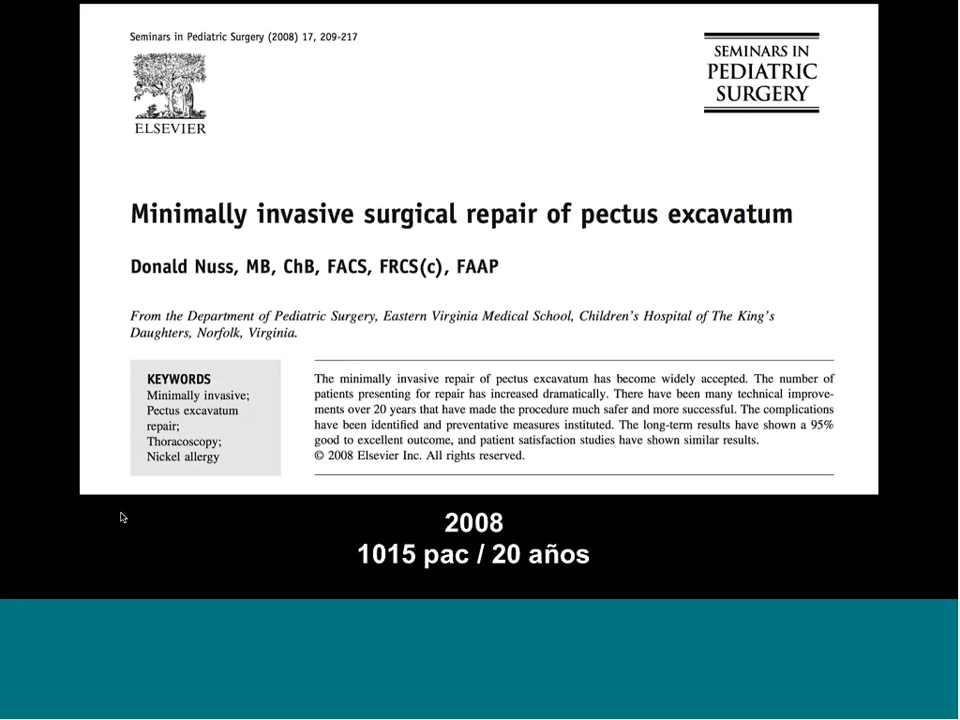 Seminars in Pediatric Surgery (2008) 17, 209-217
ELSEVIER
SEMINARS IN
PEDIATRIC
SURGERY
Minimally invasive surgical repair of pectus excavatum
Donald Nuss, MB, ChB, FACS, FRCS(c), FAAP
From the Department of Pediatric Surgery, Eastern Virginia Medical School, Children's Hospital of The King's
Daughters, Norfolk, Virginia.
KEYWORDS
Minimally invasive;
Pectus excavatum
repair;
Thoracoscopy;
Nickel allergy
The minimally invasive repair of pectus excavatum has become widely accepted. The number of
patients presenting for repair has increased dramatically. There have been many technical improve-
ments over 20 years that have made the procedure much safer and more successful. The complications
have been identified and preventative measures instituted. The long-term results have shown a 95%
good to excellent outcome, and patient satisfaction studies have shown similar results.
© 2008 Elsevier Inc. All rights reserved.
2008
1015 pac / 20 años